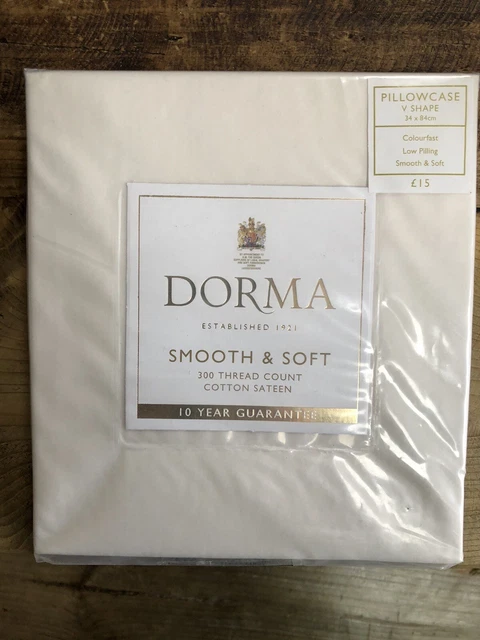 PILLOWCASE
V SHAPE
34 x 84cm
Colourfast
Low Pilling
Smooth & Soft
£15
DORMA
ESTABLISHED 1921
SMOOTH & SOFT
300 THREAD COUNT
COTTON SATEEN
10 YEAR GUARANTEE